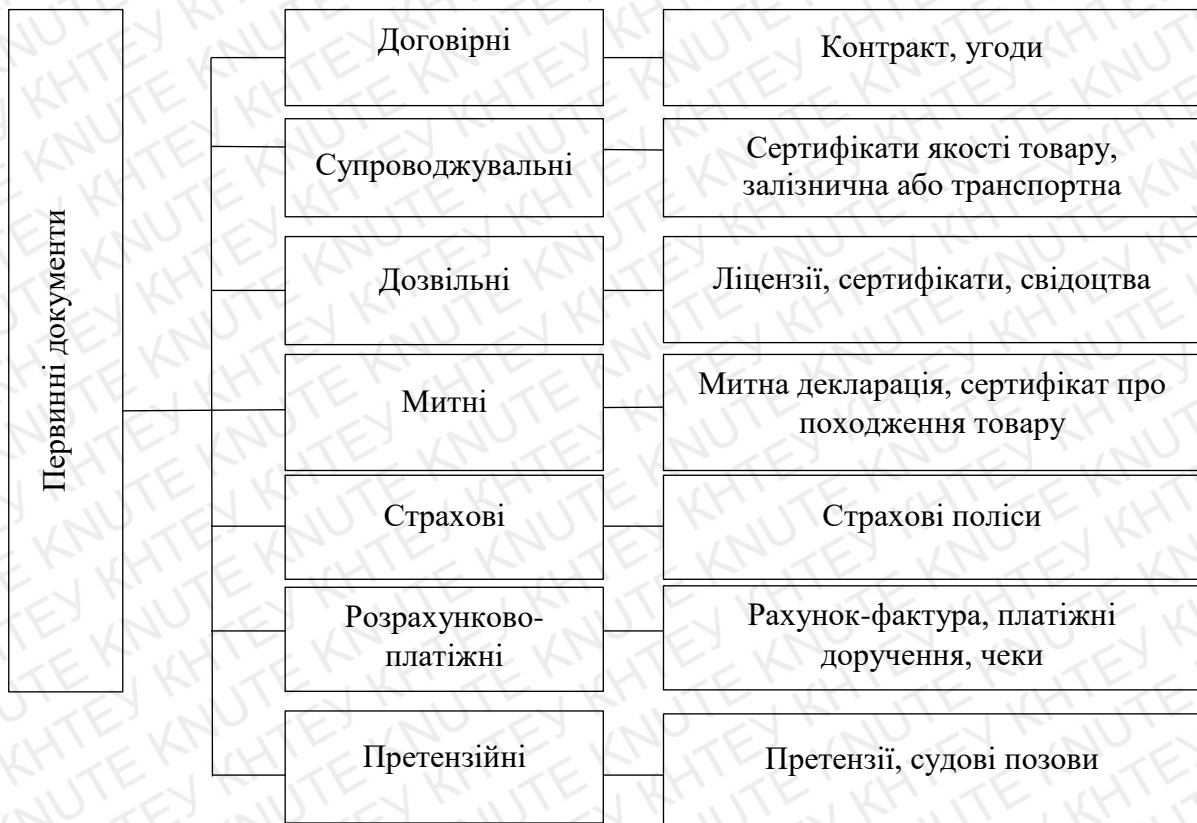 Первинні документи
Договірні
Контракт, угоди
Супроводжувальні
Сертифікати якості товару,
залізнична або транспортна
Дозвільні
Ліцензії, сертифікати, свідоцтва
Митні
Митна декларація, сертифікат про
походження товару
Страхові
Страхові поліси
Розрахунково-
платіжні
Рахунок-фактура, платіжні
доручення, чеки
Претензійні
Претензії, судові позови